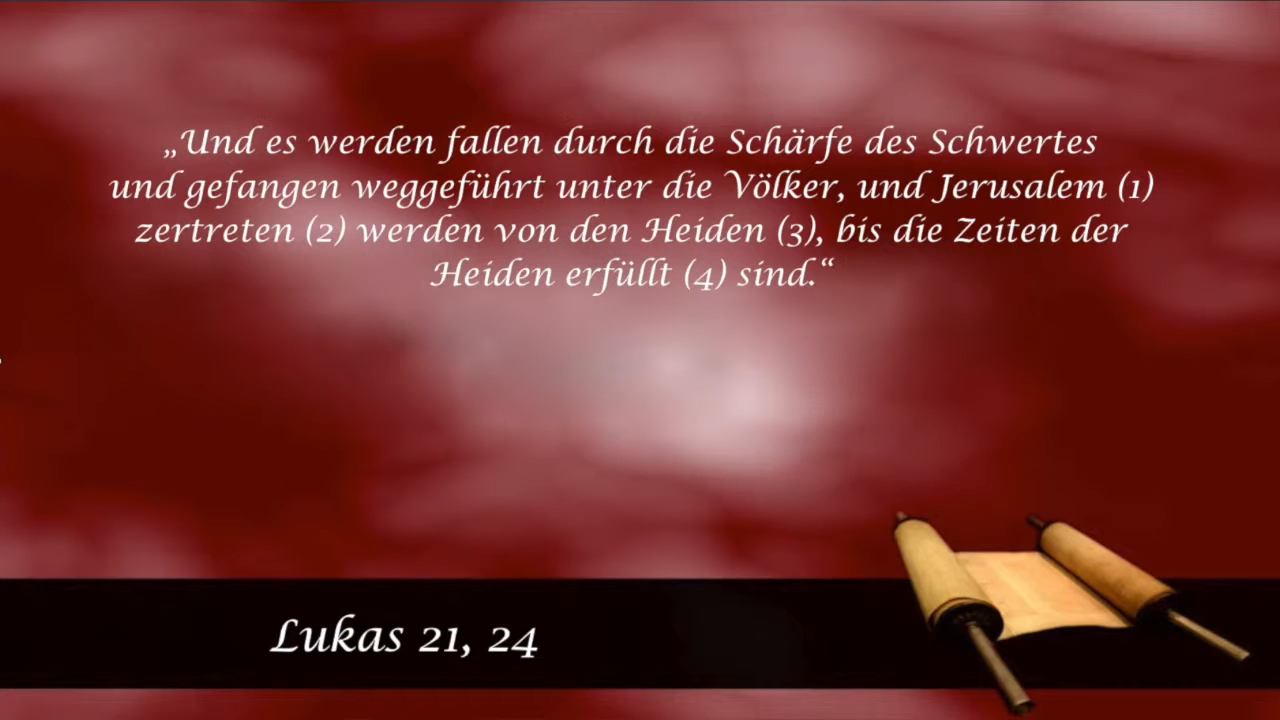 „Und es werden fallen durch die Schärfe des Schwertes
und gefangen weggeführt unter die Völker, und Jerusalem (1)
zertreten (2) werden von den Heiden (3), bis die Zeiten der
Heiden erfüllt (4) sind.“
Lukas 21, 24